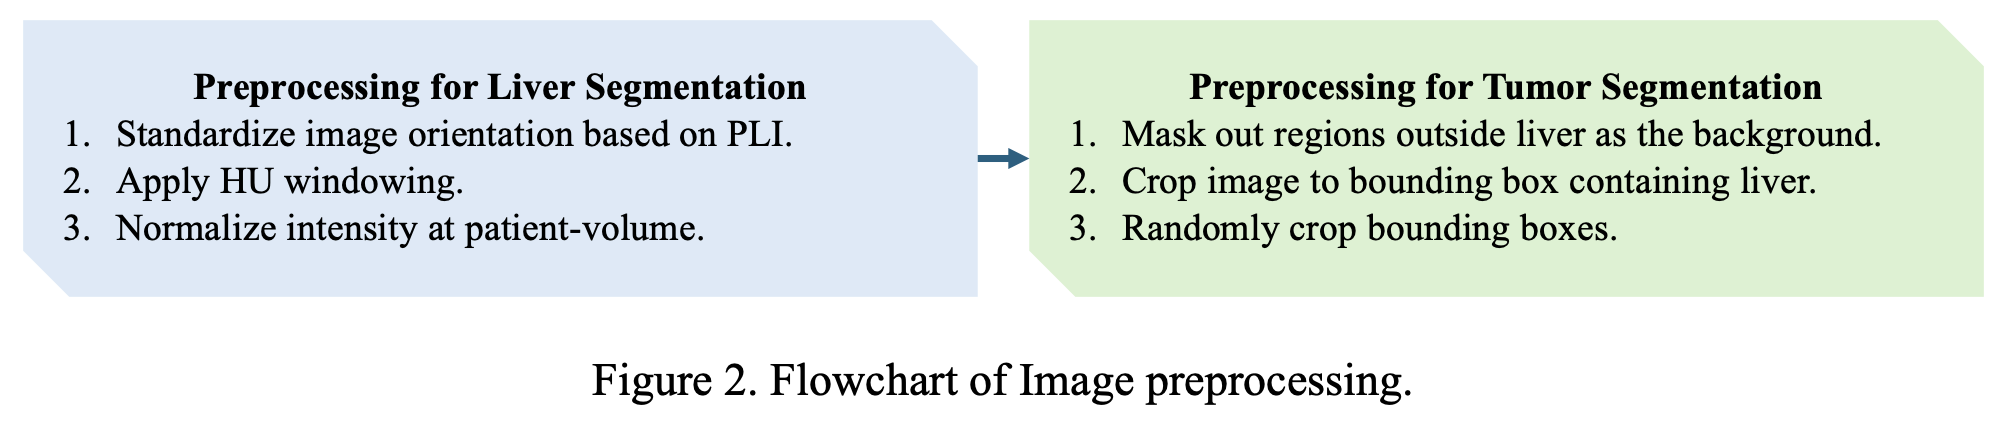 Preprocessing for Liver Segmentation
1. Standardize image orientation based on PLI.
2. Apply HU windowing.
3. Normalize intensity at patient-volume.
Preprocessing for Tumor Segmentation
1. Mask out regions outside liver as the background.
2. Crop image to bounding box containing liver.
3. Randomly crop bounding boxes.
Figure 2. Flowchart of Image preprocessing.